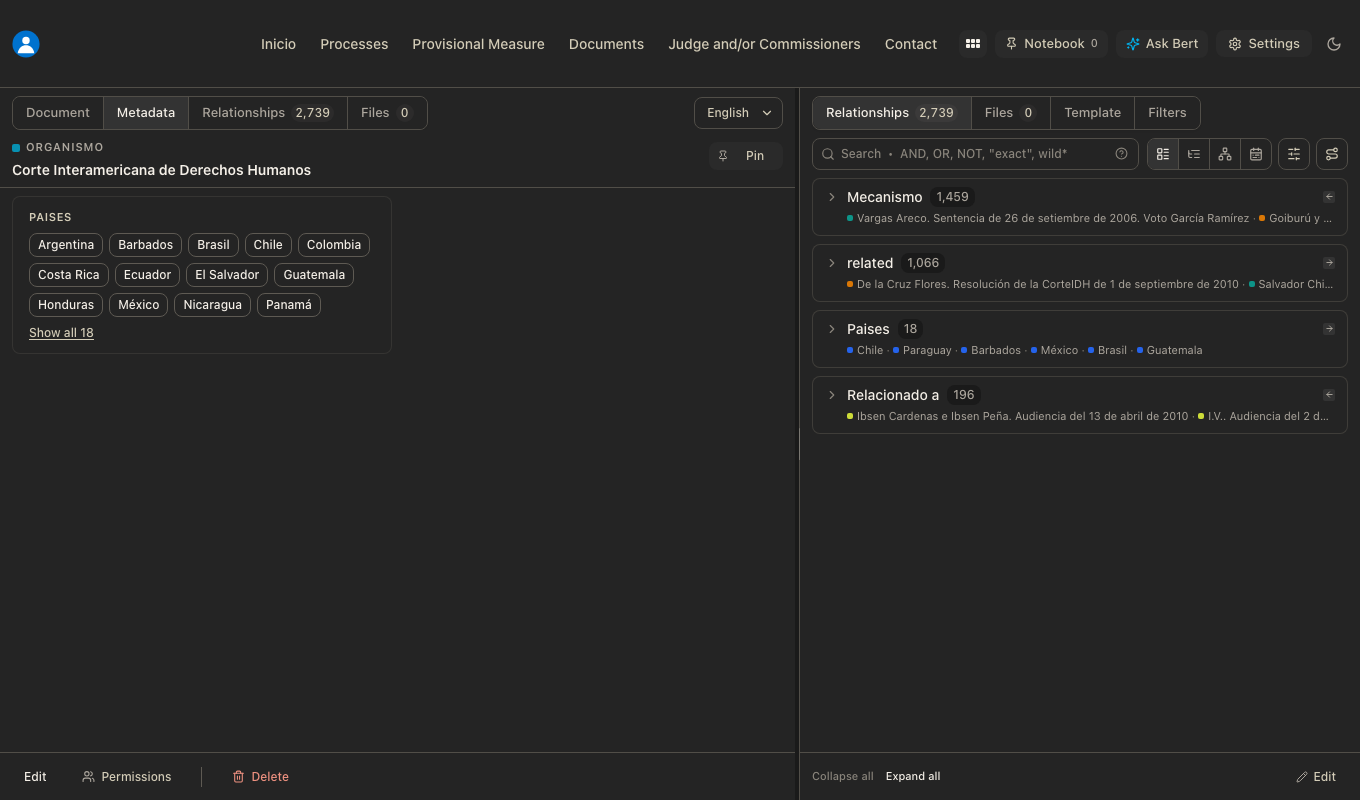 Inicio Processes Provisional Measure Documents Judge and/or Commissioners Contact Notebook 0 Ask Bert Settings
Document Metadata Relationships 2,739 Files 0 English
ORGANISMO
Corte Interamericana de Derechos Humanos
Pin
PAISES
Argentina Barbados Brasil Chile Colombia
Costa Rica Ecuador El Salvador Guatemala
Honduras México Nicaragua Panamá
Show all 18
Edit Permissions Delete
Relationships 2,739 Files 0 Template Filters
Search • AND, OR, NOT, "exact", wild*
Mecanismo 1,459
Vargas Areco. Sentencia de 26 de setiembre de 2006. Voto García Ramírez · Goiburú y ...
related 1,066
De la Cruz Flores. Resolución de la CorteIDH de 1 de septiembre de 2010 · Salvador Chi...
Paises 18
Chile · Paraguay · Barbados · México · Brasil · Guatemala
Relacionado a 196
Ibsen Cardenas e Ibsen Peña. Audiencia del 13 de abril de 2010 · I.V.. Audiencia del 2 d...
Collapse all Expand all Edit